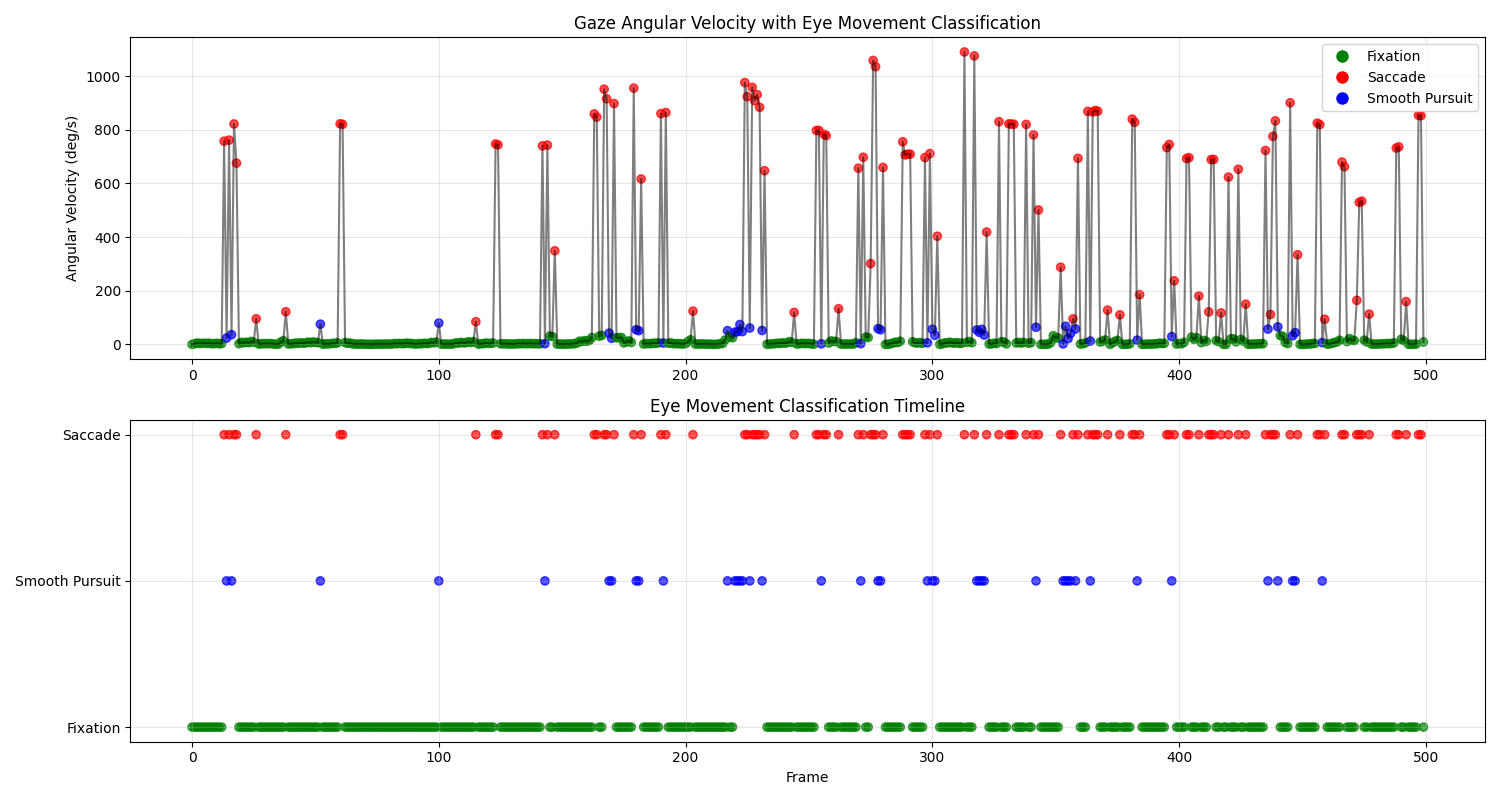 Gaze Angular Velocity with Eye Movement Classification
Angular Velocity (deg/s)
1000
800
600
400
200
0
Fixation
Saccade
Smooth Pursuit
0 100 200 300 400 500
Eye Movement Classification Timeline
Saccade
Smooth Pursuit
Fixation
0 100 200 300 400 500
Frame